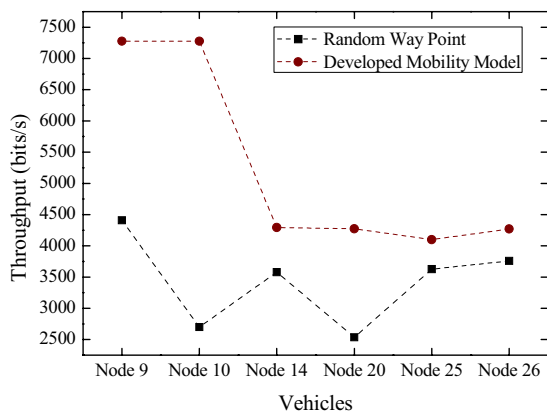 7500
7000
6500
6000
5500
5000
4500
4000
3500
3000
2500
Throughput (bits/s)
Random Way Point
Developed Mobility Model
Node 9 Node 10 Node 14 Node 20 Node 25 Node 26
Vehicles